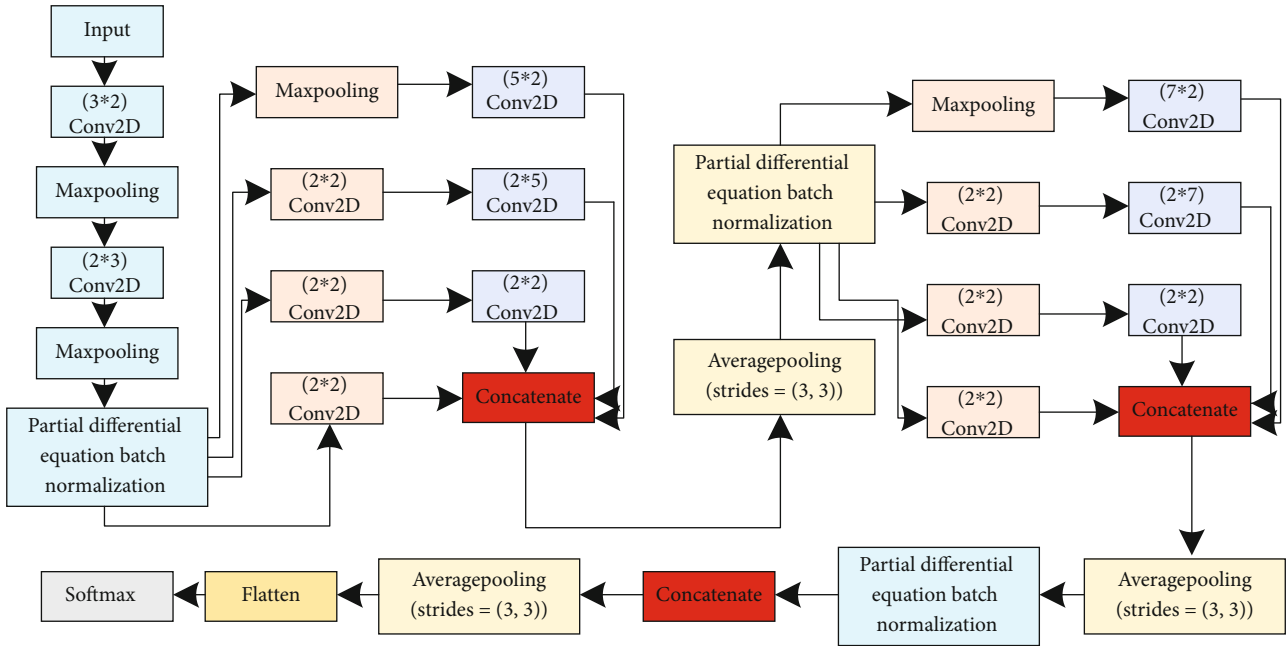 Input
(3*2)
Conv2D
Maxpooling
(2*3)
Conv2D
Maxpooling
Partial differential
equation batch
normalization
Maxpooling
(5*2)
Conv2D
(2*2)
Conv2D
(2*5)
Conv2D
(2*2)
Conv2D
(2*2)
Conv2D
(2*2)
Conv2D
Concatenate
Averagepooling
(strides = (3, 3))
Partial differential
equation batch
normalization
Maxpooling
(7*2)
Conv2D
(2*2)
Conv2D
(2*7)
Conv2D
(2*2)
Conv2D
(2*2)
Conv2D
(2*2)
Conv2D
Concatenate
Averagepooling
(strides = (3, 3))
Partial differential
equation batch
normalization
Concatenate
Averagepooling
(strides = (3, 3))
Flatten
Softmax